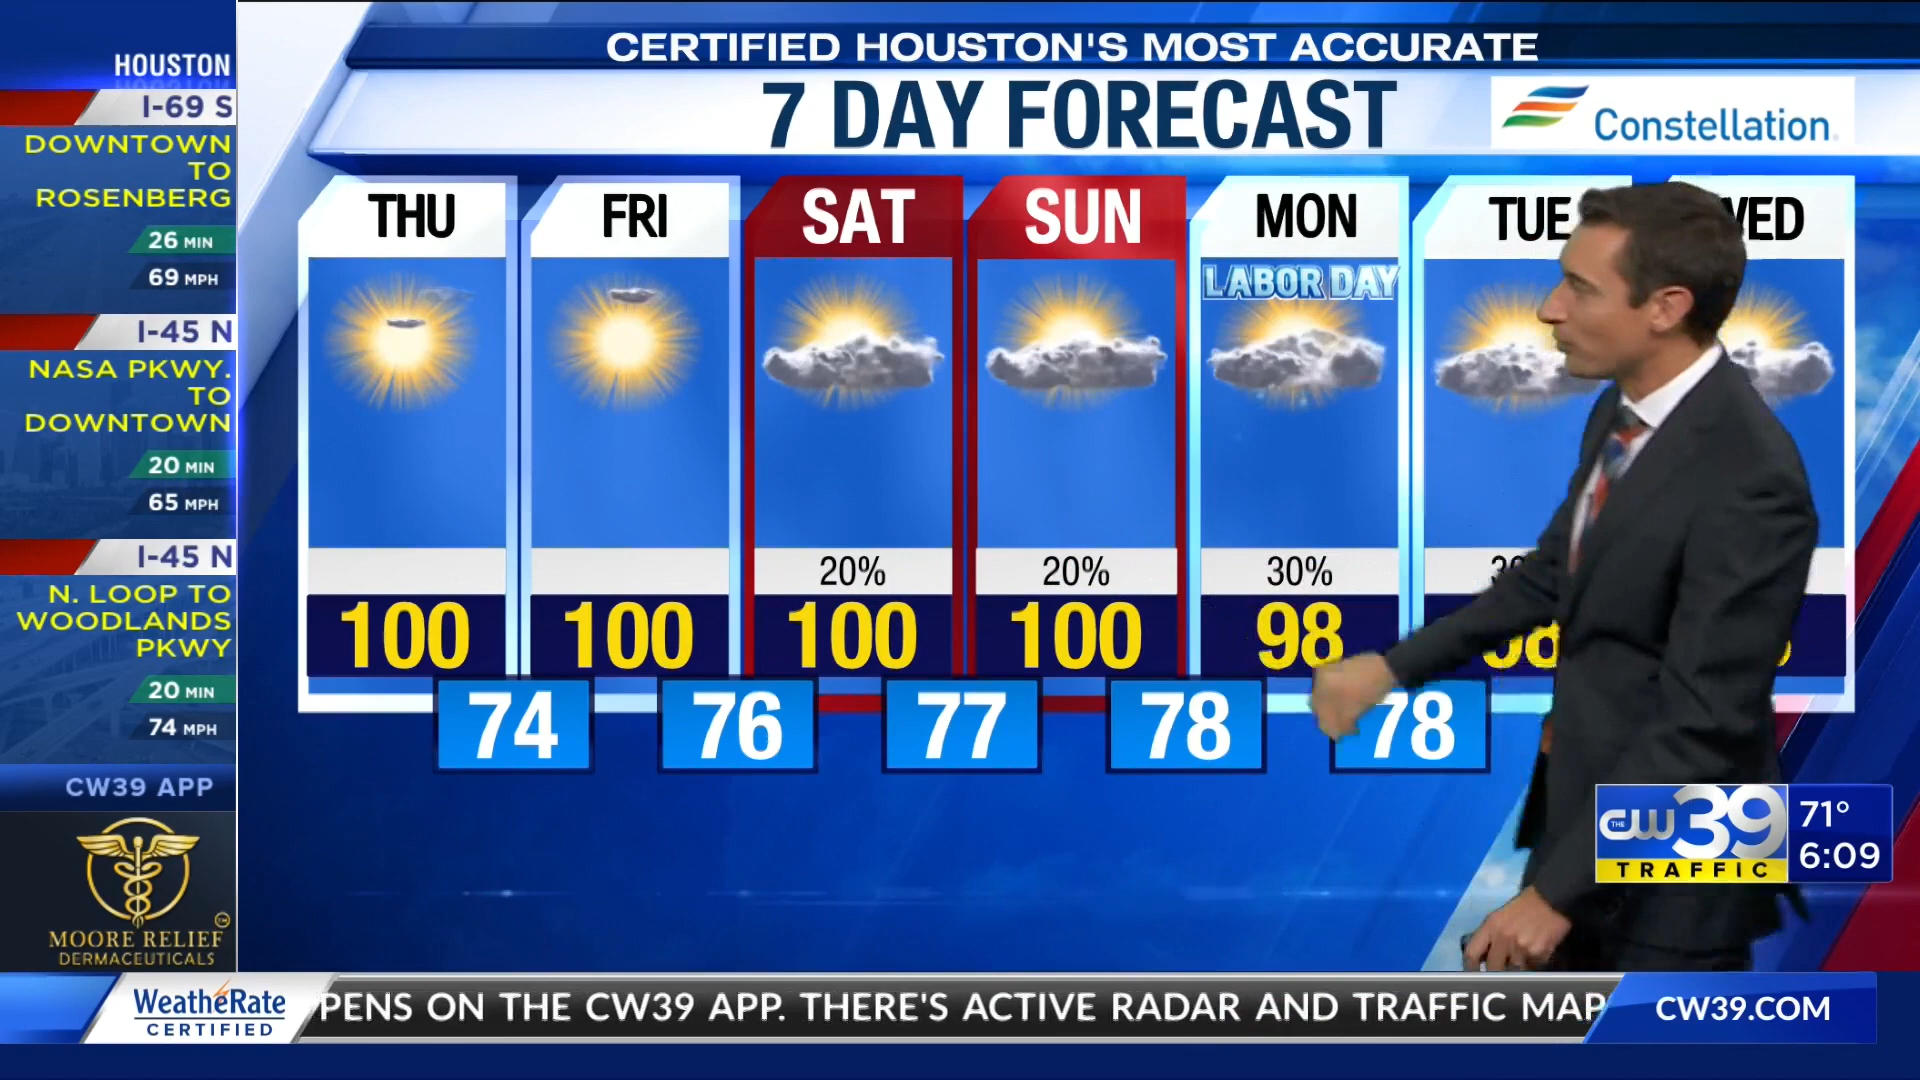 HOUSTON
I-69 S
DOWNTOWN
TO
ROSENBERG
26 MIN
69 MPH
I-45 N
NASA PKWY.
TO
DOWNTOWN
20 MIN
65 MPH
I-45 N
N. LOOP TO
WOODLANDS
PKWY
20 MIN
74 MPH
CW39 APP
MOORE RELIEF
DERMACEUTICALS
CERTIFIED HOUSTON'S MOST ACCURATE
7 DAY FORECAST
Constellation
THU FRI SAT SUN MON TUE
LABOR DAY
20% 20% 30%
100 100 100 100 98
74 76 77 78 78
THE CW 39
TRAFFIC
71°
6:09
WeatheRate
CERTIFIED
PENS ON THE CW39 APP. THERE'S ACTIVE RADAR AND TRAFFIC MAP
CW39.COM